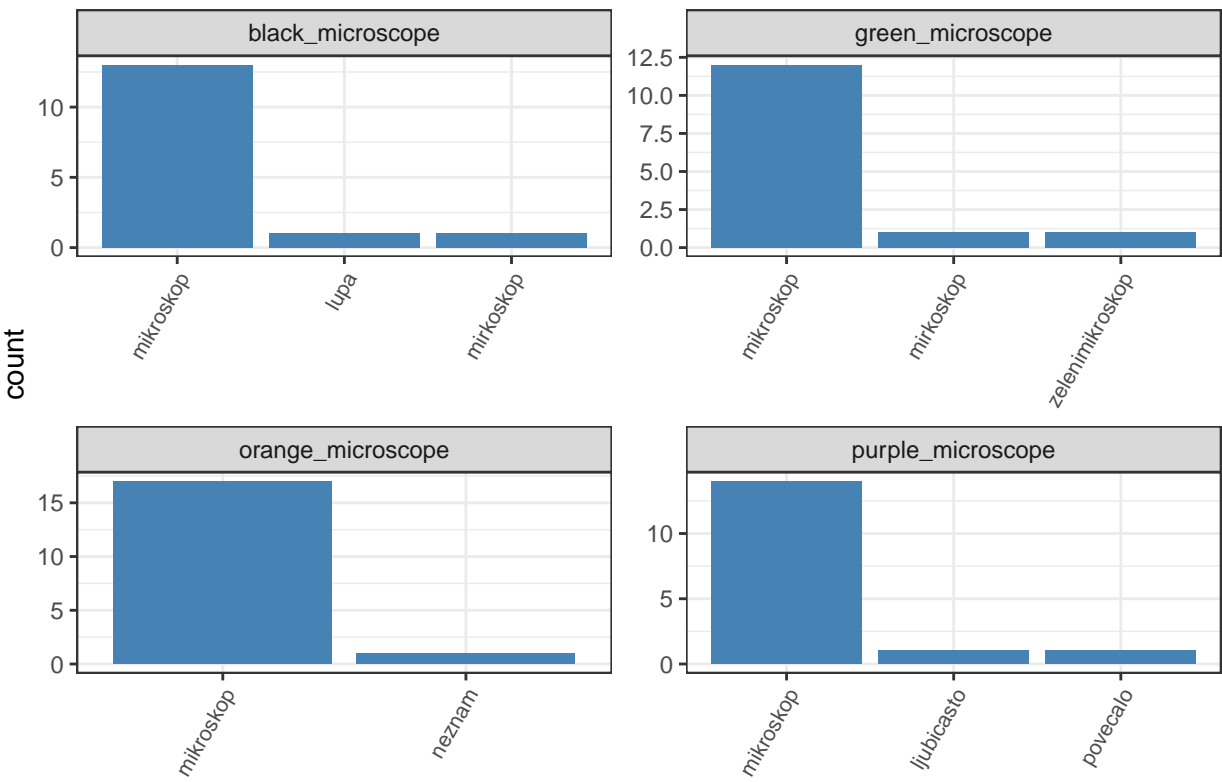 count
black_microscope
10
5
0
mikroskop
lupa
mirkoskop
green_microscope
12.5
10.0
7.5
5.0
2.5
0.0
mikroskop
mirkoskop
zelenimikroskop
orange_microscope
15
10
5
0
mikroskop
neznam
purple_microscope
10
5
0
mikroskop
ljubicasto
povecalo